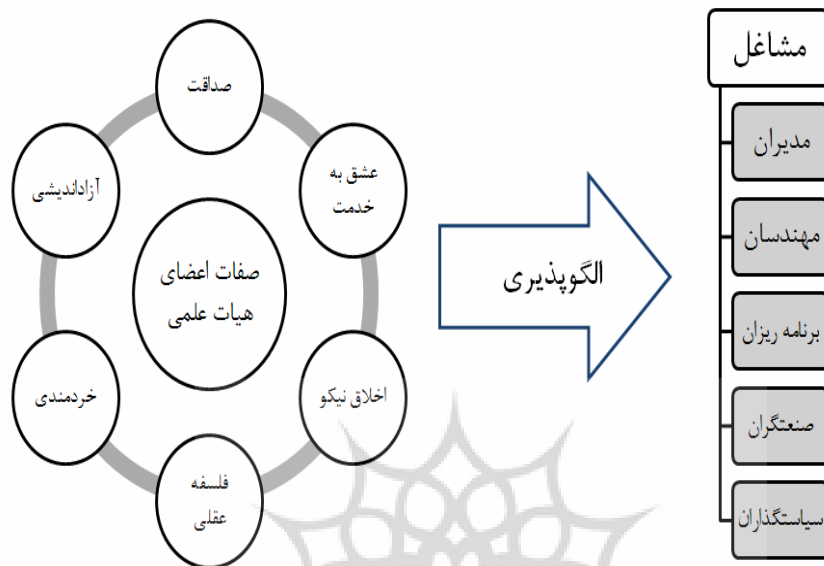 صداقت
عشق به
خدمت
اخلاق نیکو
فلسفه
عقلی
خردمندی
آزاداندیشی
صفات اعضای
هیات علمی
الگوپذیری
مشاغل
مدیران
مهندسان
برنامه ریزان
صنعتگران
سیاستگذاران